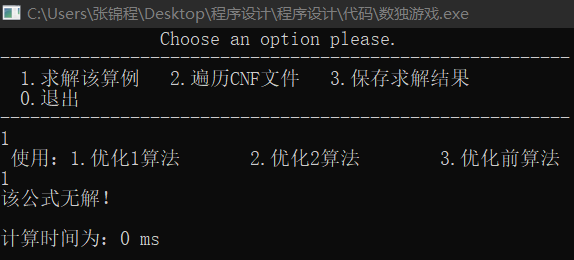 C:\Users\张锦程\Desktop\程序设计\程序设计\代码\数独游戏.exe
Choose an option please.
------------------------------------------------------------
1.求解该算例 2.遍历CNF文件 3.保存求解结果
0.退出
------------------------------------------------------------
1
使用：1.优化1算法 2.优化2算法 3.优化前算法
1
该公式无解！
计算时间为：0 ms